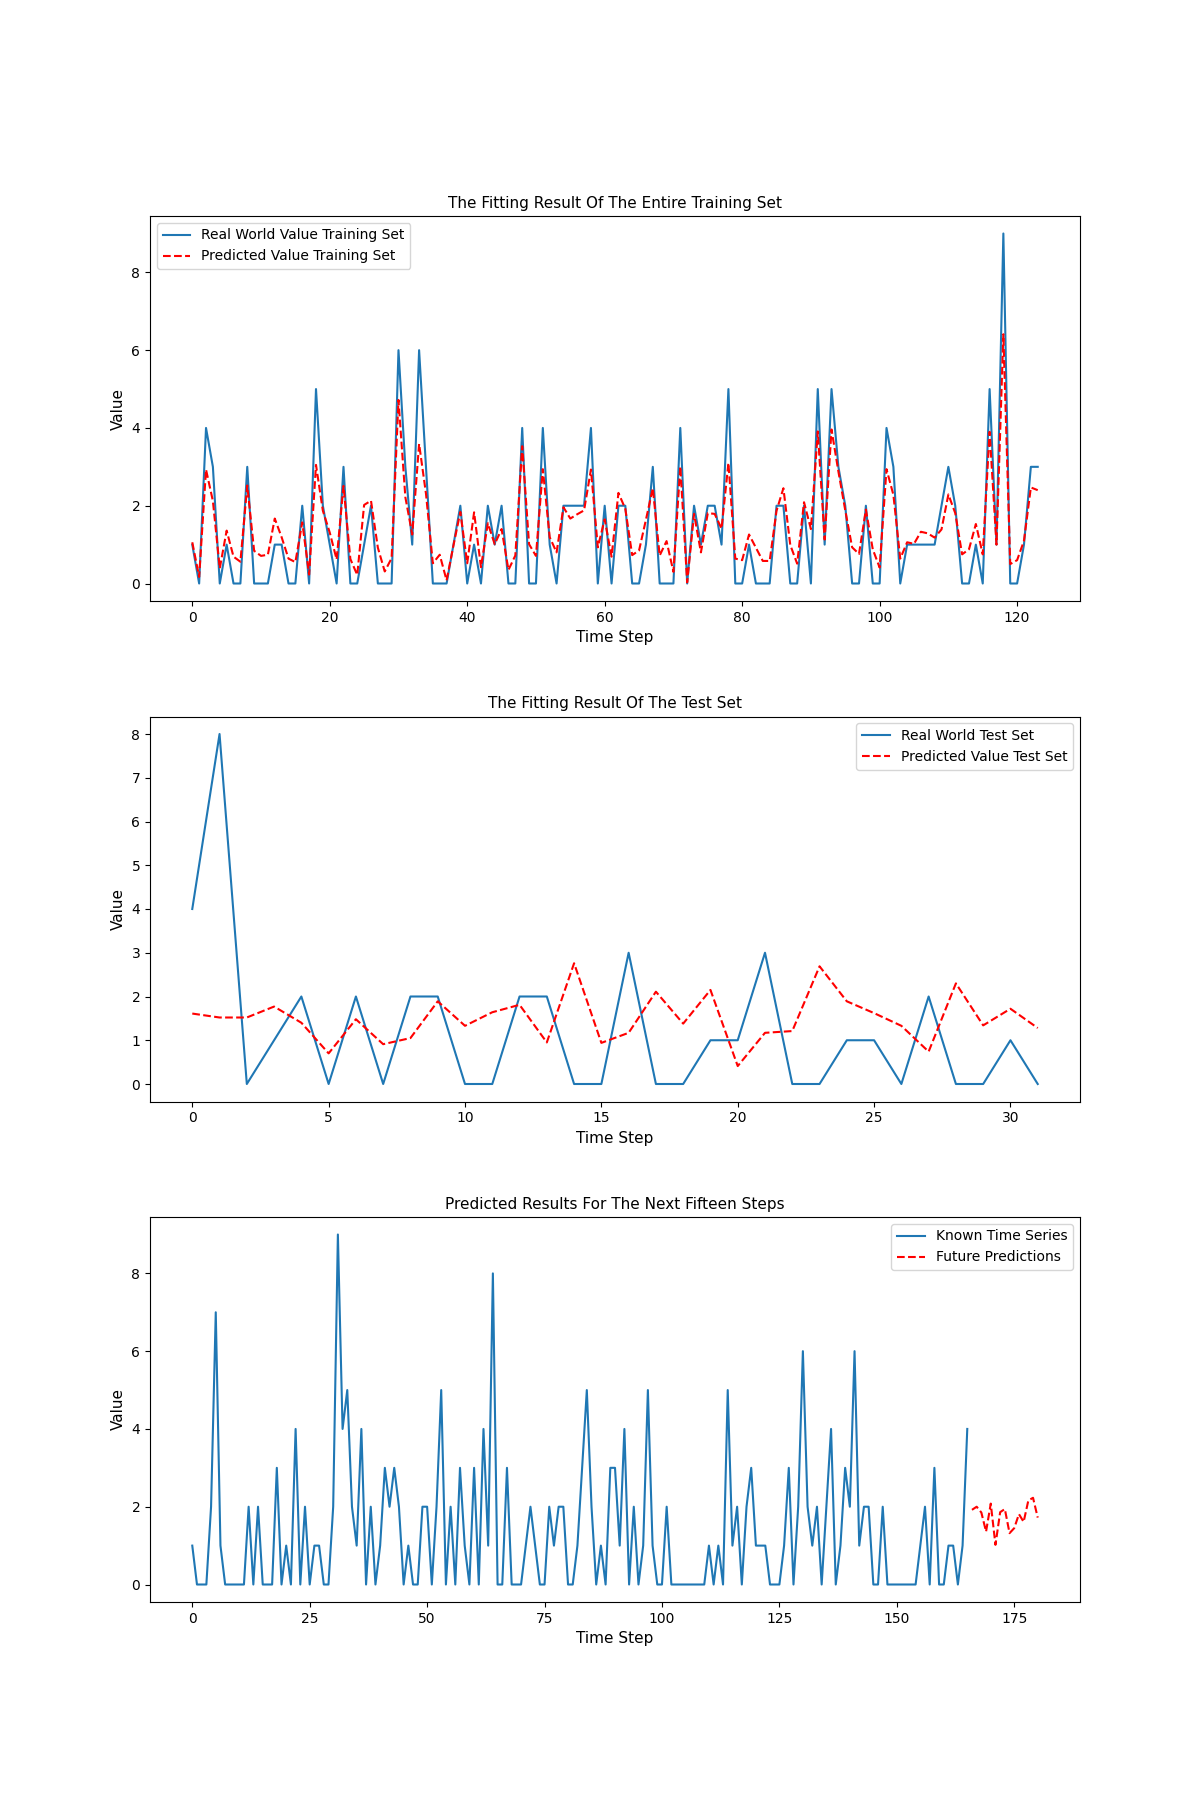 The Fitting Result Of The Entire Training Set
Real World Value Training Set
Predicted Value Training Set
Value
8
6
4
2
0
0 20 40 60 80 100 120
Time Step
The Fitting Result Of The Test Set
Real World Test Set
Predicted Value Test Set
Value
8
7
6
5
4
3
2
1
0
0 5 10 15 20 25 30
Time Step
Predicted Results For The Next Fifteen Steps
Known Time Series
Future Predictions
Value
8
6
4
2
0
0 25 50 75 100 125 150 175
Time Step